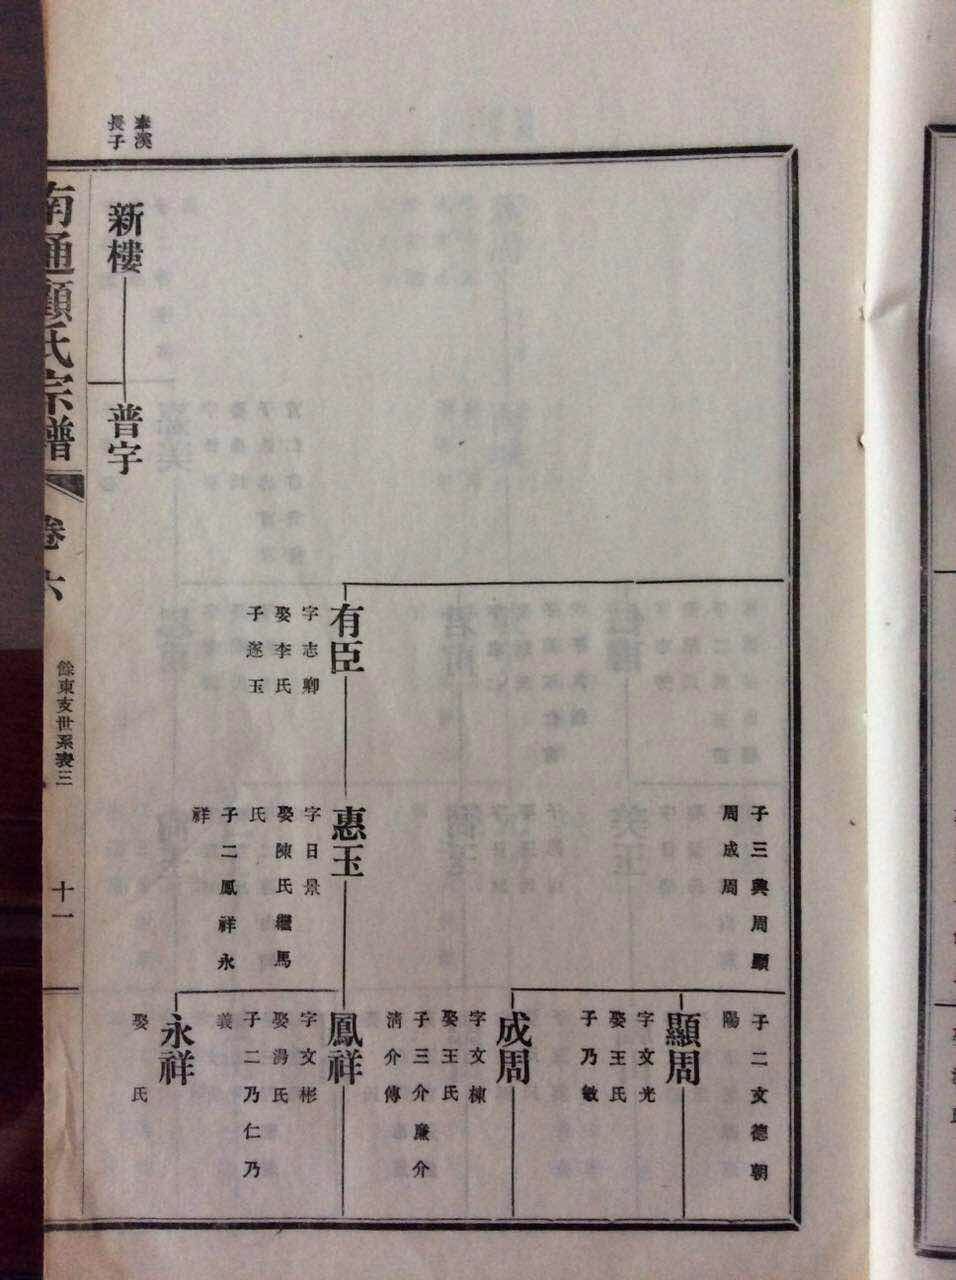 子三興周顯
周成周
子二文德朝
陽
顯周
字文光
娶王氏
子乃敏
成周
字文棟
娶王氏
子三介廉介
清介傳
有臣
字志卿
娶李氏
子遂玉
惠玉
字日景
娶陳氏繼馬
氏
子二鳳祥永
祥
鳳祥
字文彬
娶湯氏
子二乃仁乃
義
永祥
娶 氏
奉溪
長子
新樓
普宇
南通顧氏宗譜
卷六
餘東支世系表三
十一